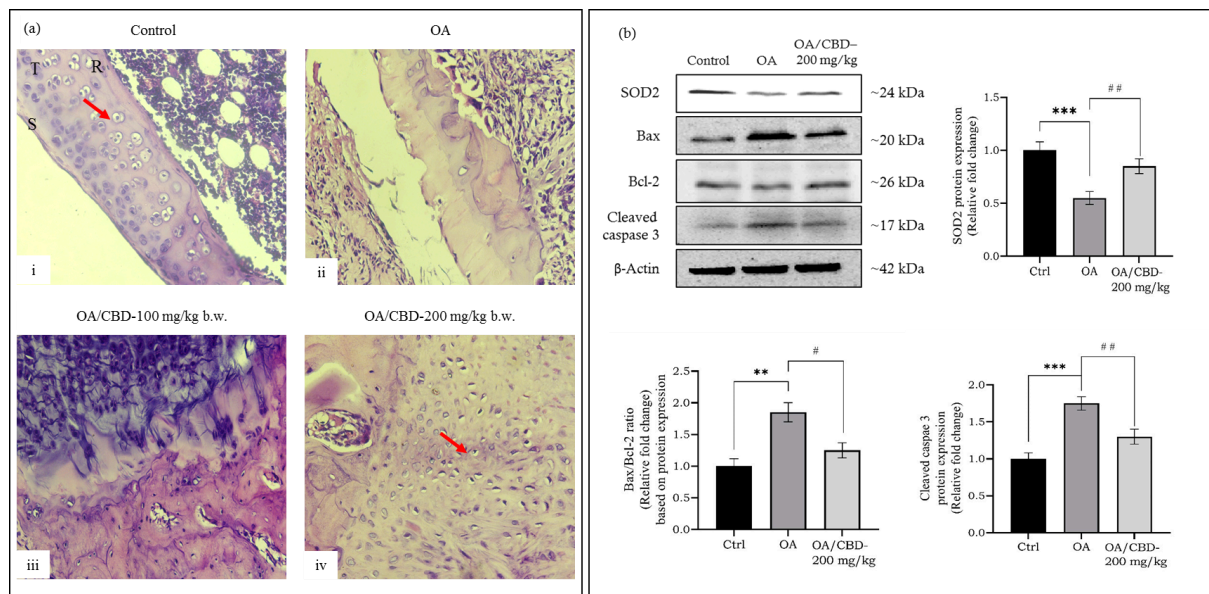 (a)
Control
OA
T
R
S
i
ii
OA/CBD-100 mg/kg b.w.
OA/CBD-200 mg/kg b.w.
iii
iv
(b)
Control
OA
OA/CBD–
200 mg/kg
SOD2
~24 kDa
Bax
~20 kDa
Bcl-2
~26 kDa
Cleaved
caspase 3
~17 kDa
β-Actin
~42 kDa
SOD2 protein expression
(Relative fold change)
1.5
1.0
0.5
0.0
***
##
Ctrl
OA
OA/CBD-
200 mg/kg
Bax/Bcl-2 ratio
(Relative fold change)
based on protein expression
2.5
2.0
1.5
1.0
0.5
0.0
**
#
Ctrl
OA
OA/CBD-
200 mg/kg
Cleaved caspae 3
protein expression
(Relative fold change)
2.0
1.5
1.0
0.5
0.0
***
##
Ctrl
OA
OA/CBD-
200 mg/kg